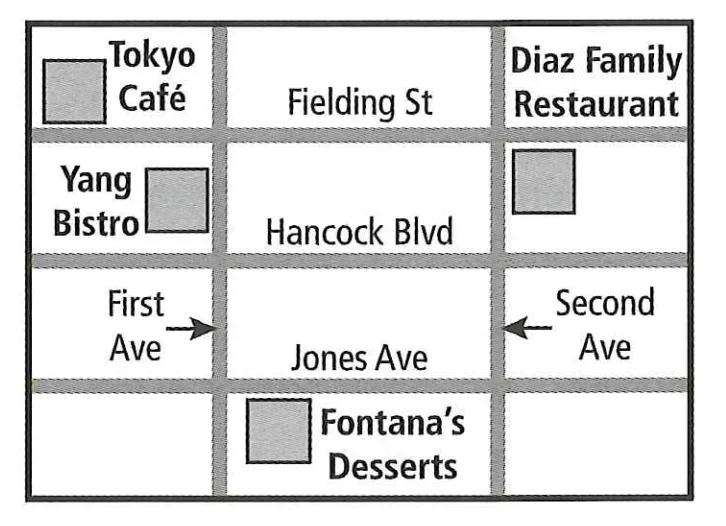 Tokyo
Café
Fielding St
Diaz Family
Restaurant
Yang
Bistro
Hancock Blvd
First
Ave
Second
Ave
Jones Ave
Fontana's
Desserts